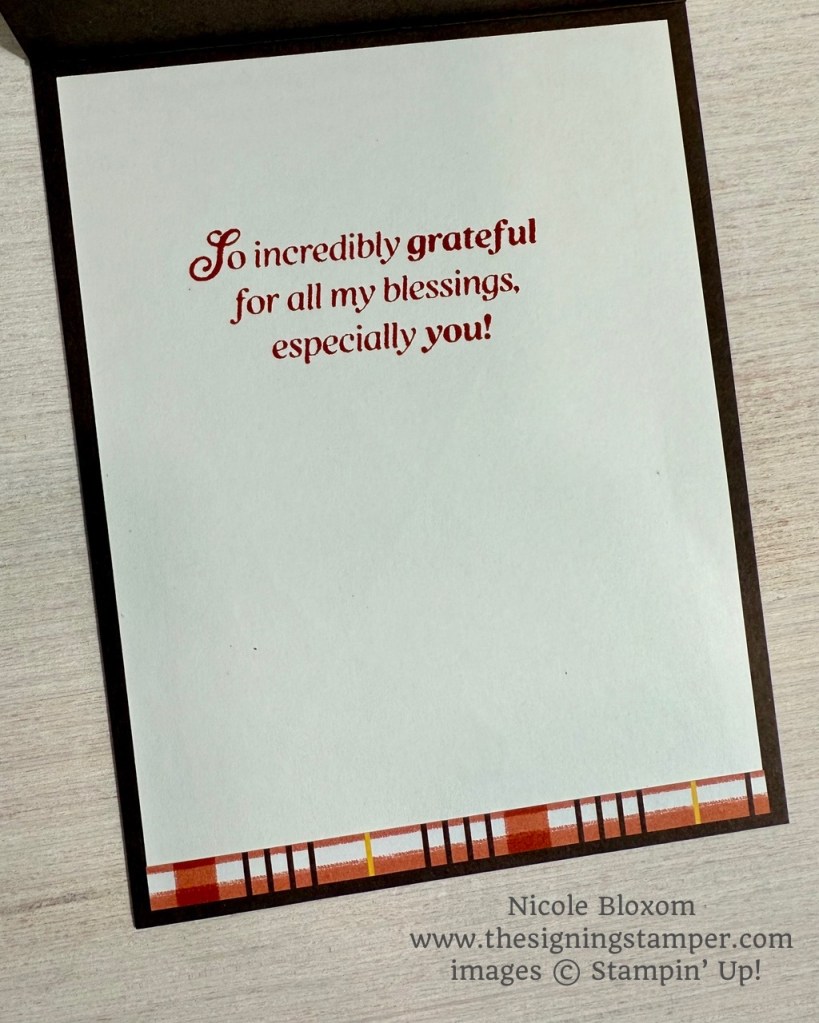 So incredibly grateful
for all my blessings,
especially you!
Nicole Bloxom
www.thesigningstamper.com
images © Stampin' Up!